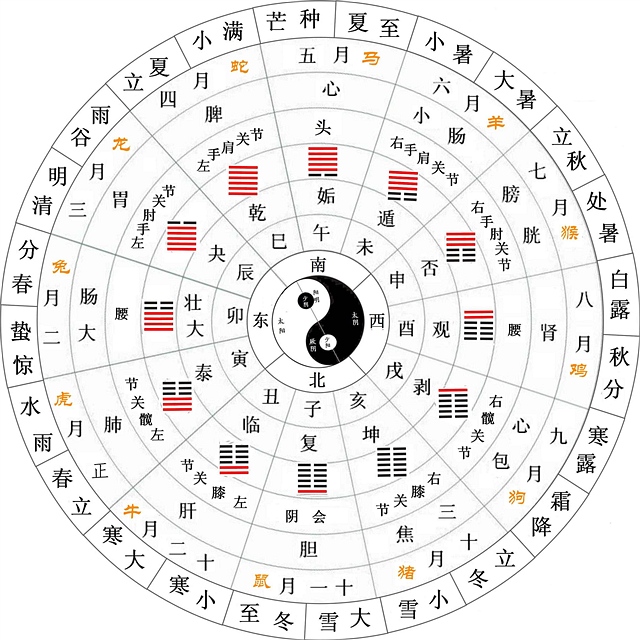 芒种
夏至
小暑
大暑
立秋
处暑
白露
秋分
寒露
霜降
立冬
小雪
大雪
冬至
小寒
大寒
立春
雨水
惊蛰
春分
清明
谷雨
立夏
小满
五月马
六月羊
七月猴
八月鸡
九月狗
十月猪
十一月鼠
十二月牛
正月虎
二月兔
三月龙
四月蛇
心
小肠
膀胱
肾
心包
三焦
胆
肝
肺
大肠
胃
脾
头
右手肩关节
右手肘关节
腰
右髋关节
右膝关节
会阴
左膝关节
左髋关节
腰
左手肘关节
左手肩关节
姤
遁
否
观
剥
坤
复
临
泰
大壮
夬
乾
午
未
申
酉
戌
亥
子
丑
寅
卯
辰
巳
南
西
北
东
阳明
太阴
少阳
厥阴
太阳
少阴